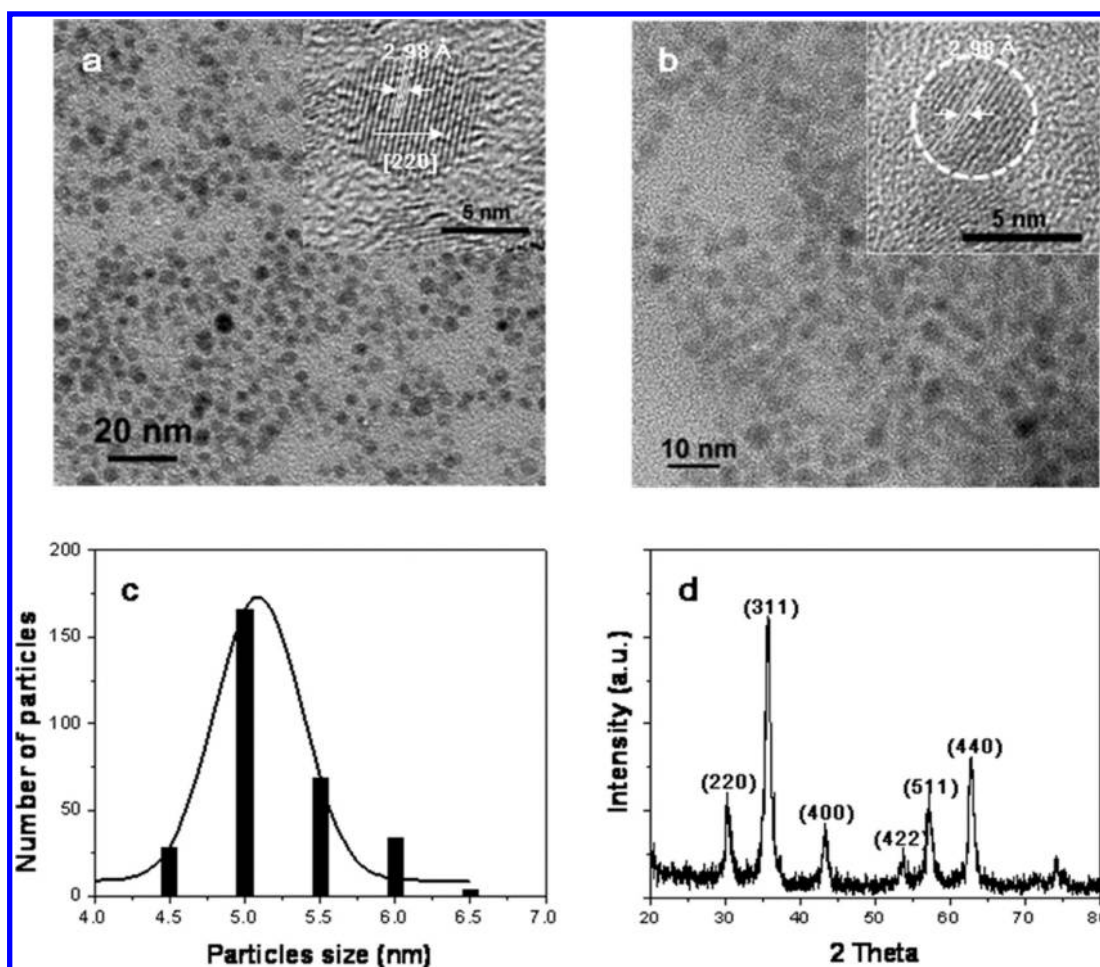 a
2.98 Å
[220]
5 nm
20 nm
b
2.98 Å
5 nm
10 nm
c
Number of particles
200
150
100
50
0
4.0 4.5 5.0 5.5 6.0 6.5 7.0
Particles size (nm)
d
Intensity (a.u.)
(311)
(440)
(220)
(511)
(400)
(422)
20 30 40 50 60 70 80
2 Theta